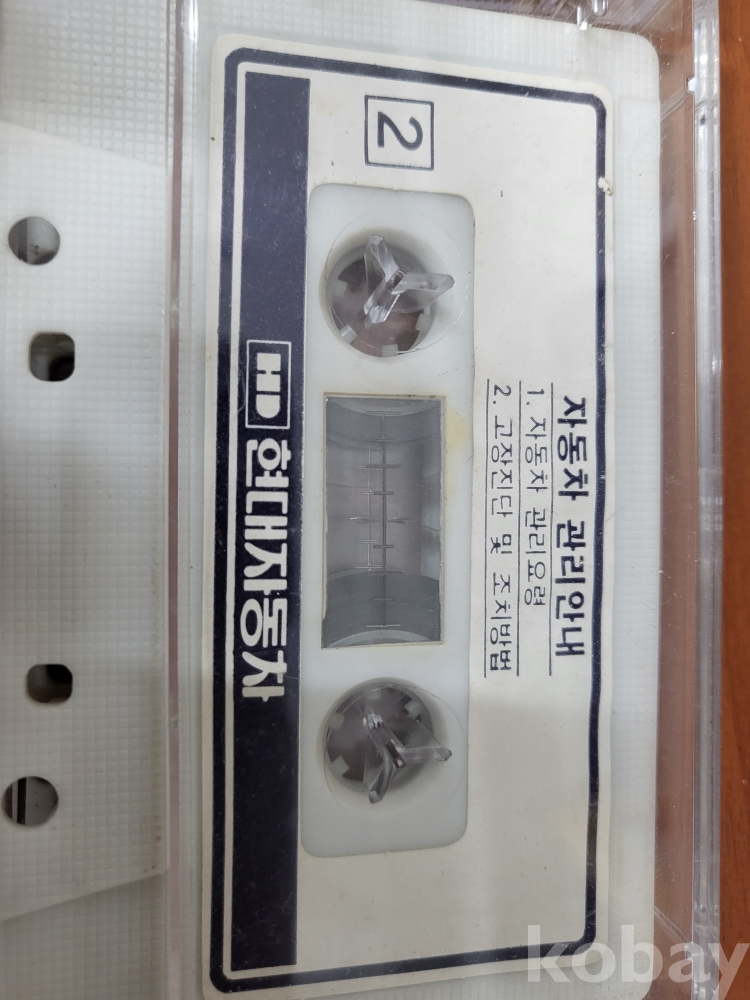 자동차 관리안내
1. 자동차 관리요령
2. 고장진단 및 조치방법
2
HD 현대자동차
kobay